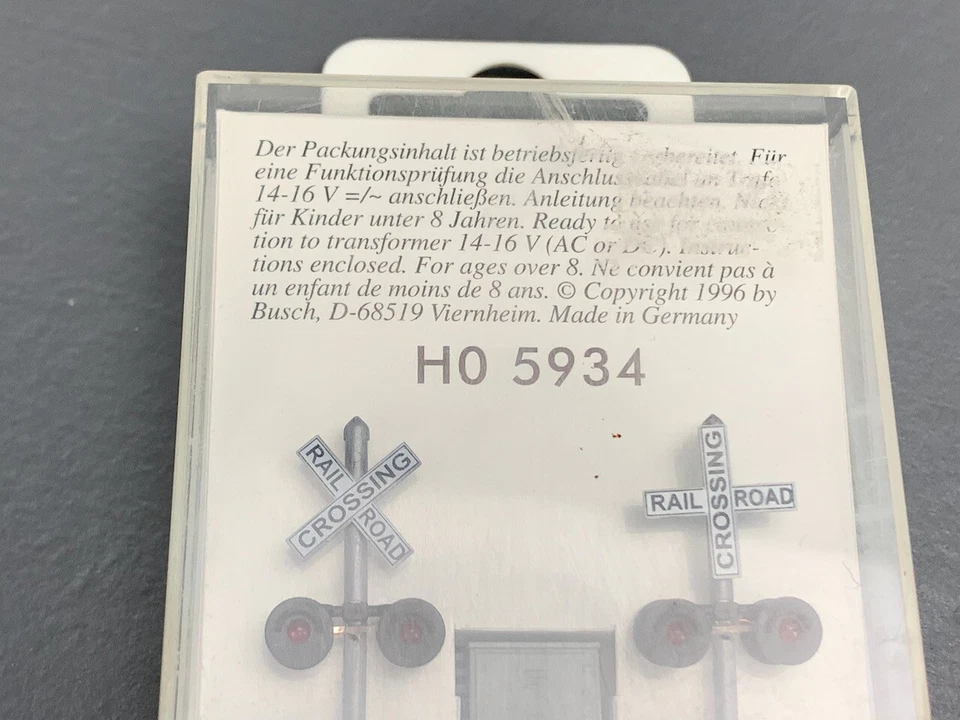 Der Packungsinhalt ist betriebsfertig vorbereitet. Für
eine Funktionsprüfung die Anschlusskabel im Trafo
14-16 V =/~ anschließen. Anleitung beachten. Nicht
für Kinder unter 8 Jahren. Ready to use for connec-
tion to transformer 14-16 V (AC or DC). Instruc-
tions enclosed. For ages over 8. Ne convient pas à
un enfant de moins de 8 ans. © Copyright 1996 by
Busch, D-68519 Viernheim. Made in Germany
H0 5934
RAIL ROAD
CROSSING
RAIL ROAD
CROSSING